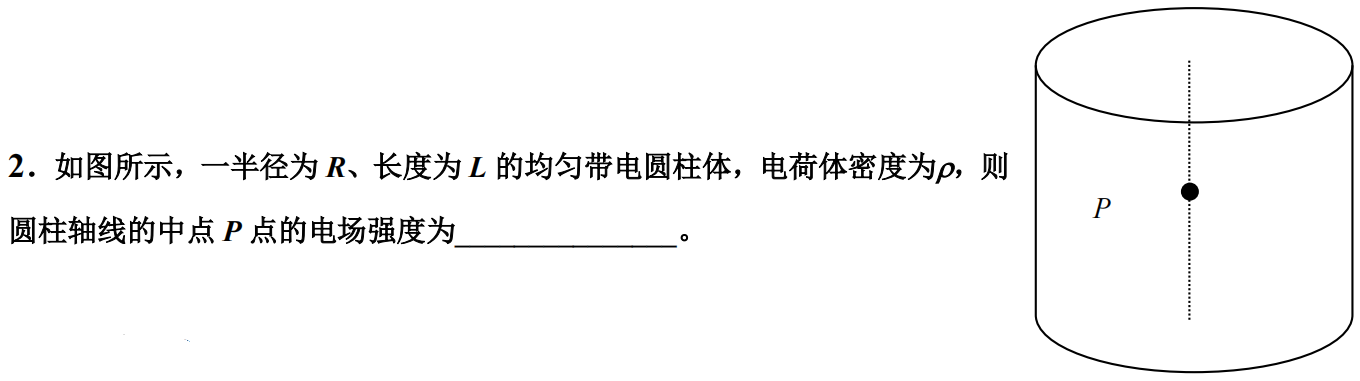 2．如图所示，一半径为 R、长度为 L 的均匀带电圆柱体，电荷体密度为ρ，则
圆柱轴线的中点 P 点的电场强度为_______________。
P